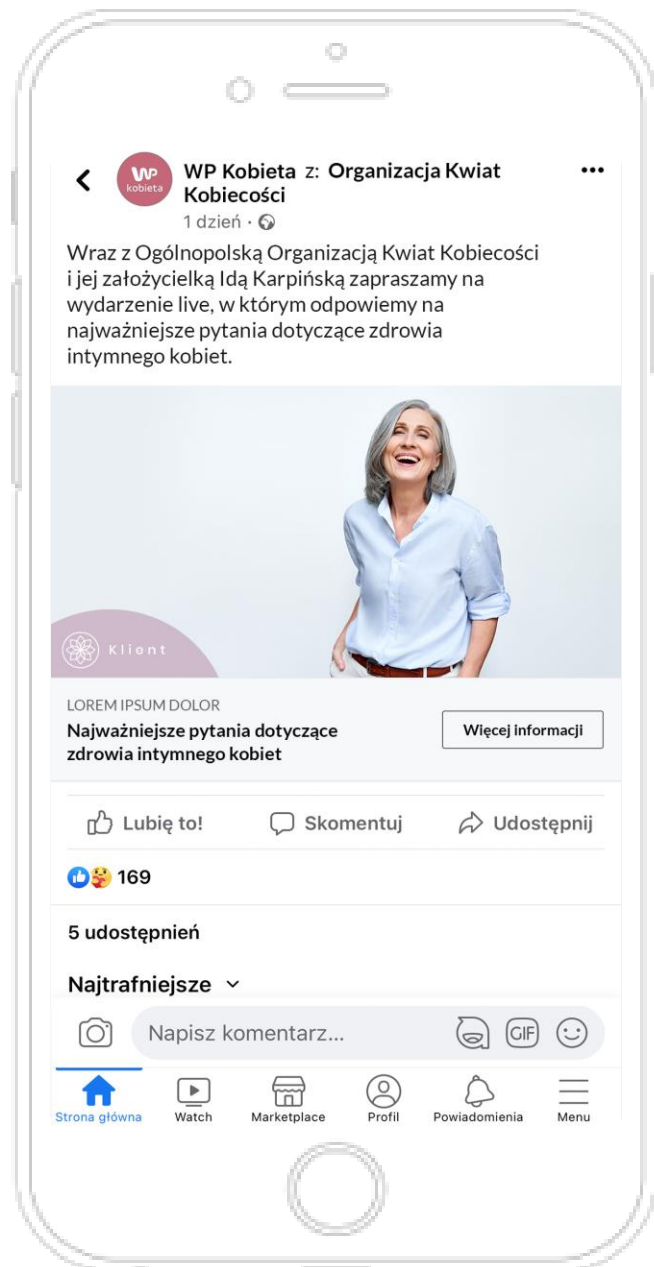 WP
kobieta
WP Kobieta z: Organizacja Kwiat
Kobiecości
1 dzień ·
Wraz z Ogólnopolską Organizacją Kwiat Kobiecości
i jej założycielką Idą Karpińską zapraszamy na
wydarzenie live, w którym odpowiemy na
najważniejsze pytania dotyczące zdrowia
intymnego kobiet.
Klient
LOREM IPSUM DOLOR
Najważniejsze pytania dotyczące
zdrowia intymnego kobiet
Więcej informacji
Lubię to! Skomentuj Udostępnij
169
5 udostępnień
Najtrafniejsze
Napisz komentarz... GIF
Strona główna Watch Marketplace Profil Powiadomienia Menu